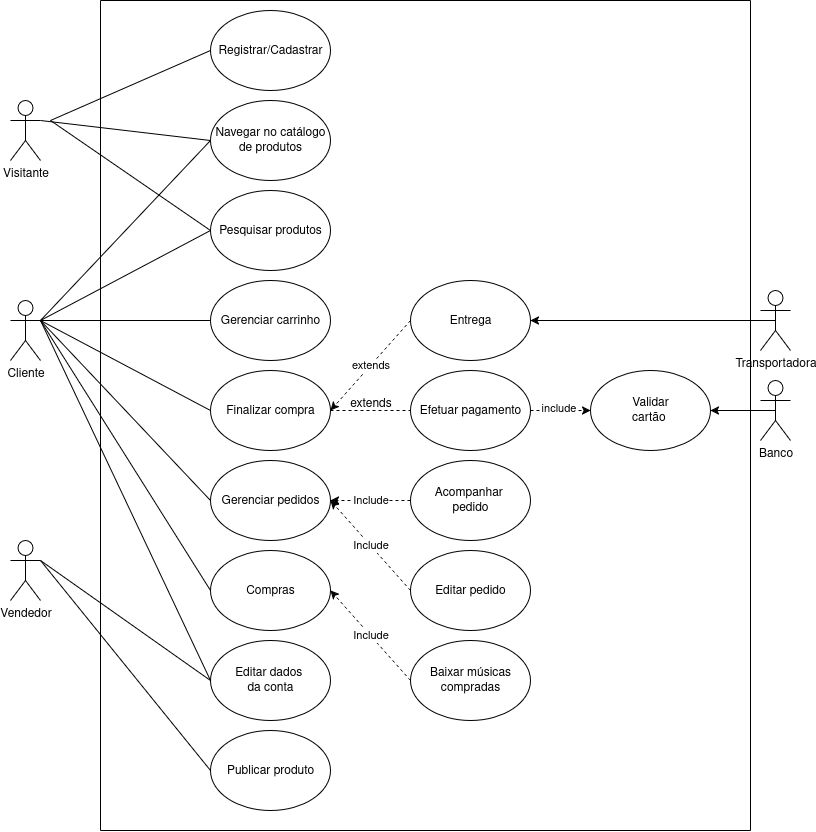 Registrar/Cadastrar
Visitante
Navegar no catálogo
de produtos
Pesquisar produtos
Cliente
Gerenciar carrinho
Entrega
Transportadora
extends
Finalizar compra
extends
Efetuar pagamento
include
Validar
cartão
Banco
Gerenciar pedidos
Include
Acompanhar
pedido
Include
Vendedor
Compras
Editar pedido
Include
Editar dados
da conta
Baixar músicas
compradas
Publicar produto